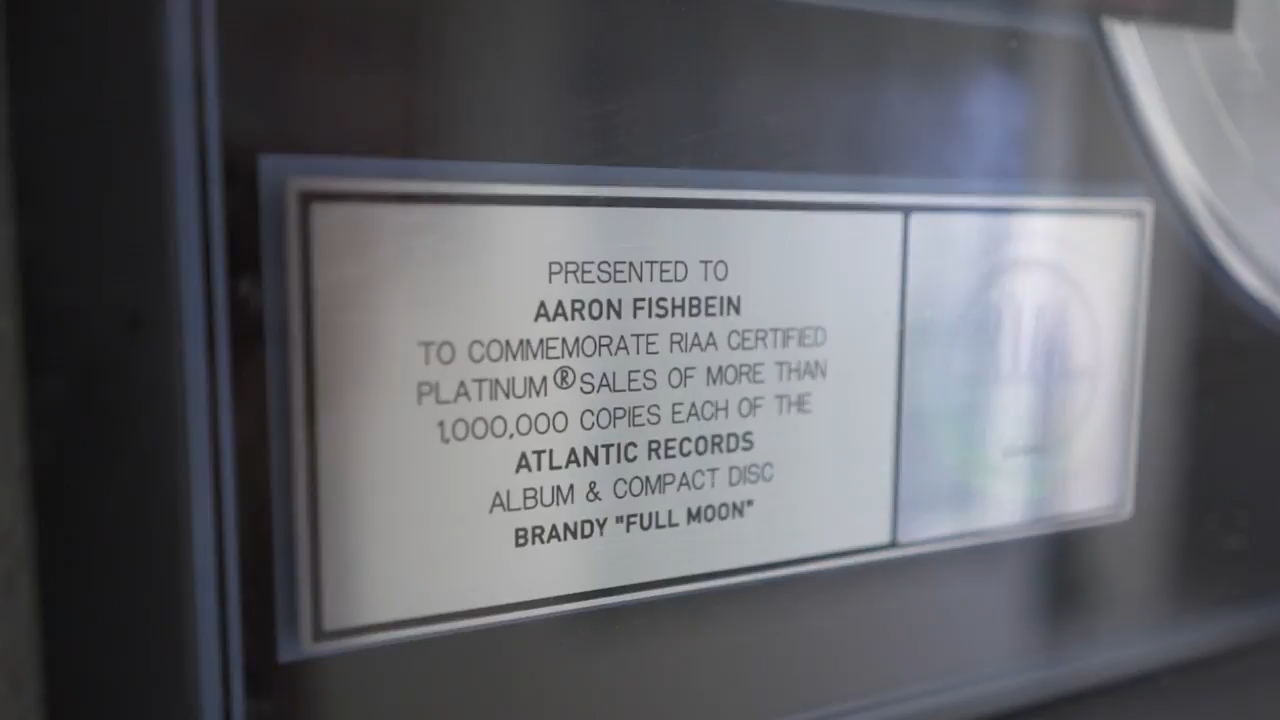 PRESENTED TO
AARON FISHBEIN
TO COMMEMORATE RIAA CERTIFIED
PLATINUM® SALES OF MORE THAN
1,000,000 COPIES EACH OF THE
ATLANTIC RECORDS
ALBUM & COMPACT DISC
BRANDY "FULL MOON"